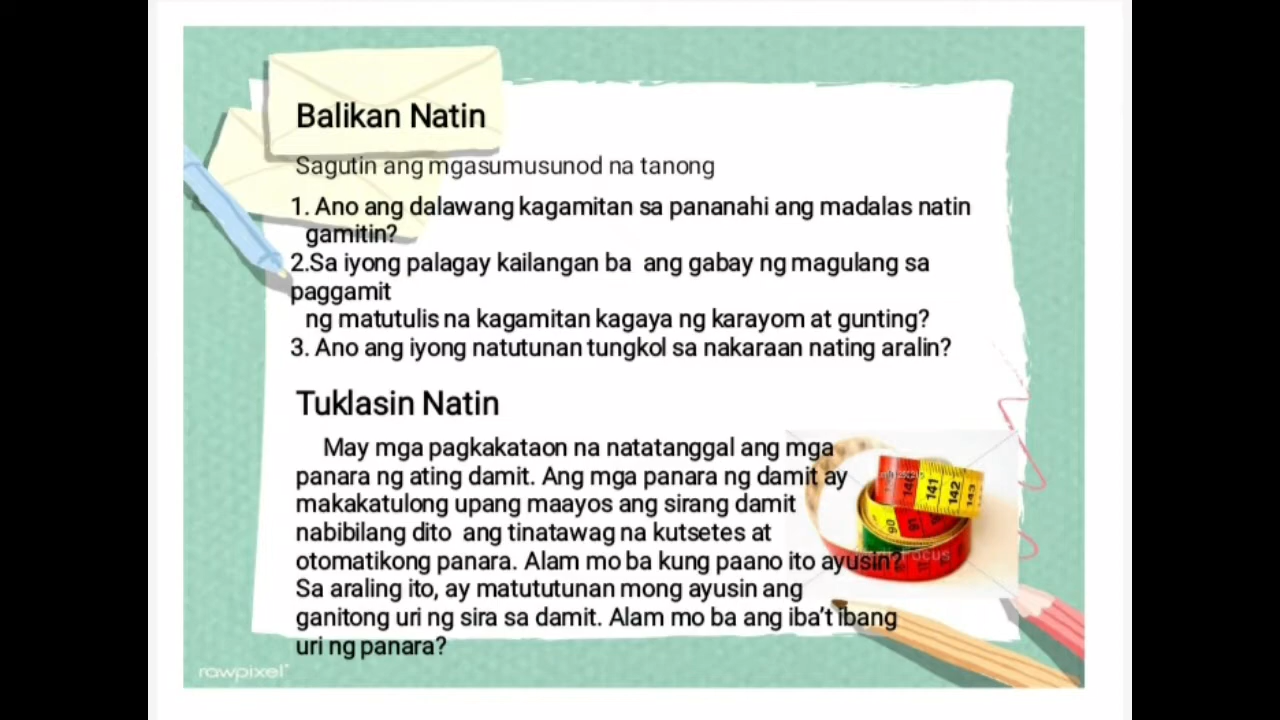 Balikan Natin
Sagutin ang mgasumusunod na tanong
1. Ano ang dalawang kagamitan sa pananahi ang madalas natin
gamitin?
2.Sa iyong palagay kailangan ba ang gabay ng magulang sa
paggamit
ng matutulis na kagamitan kagaya ng karayom at gunting?
3. Ano ang iyong natutunan tungkol sa nakaraan nating aralin?
Tuklasin Natin
May mga pagkakataon na natatanggal ang mga
panara ng ating damit. Ang mga panara ng damit ay
makakatulong upang maayos ang sirang damit
nabibilang dito ang tinatawag na kutsetes at
otomatikong panara. Alam mo ba kung paano ito ayusin?
Sa araling ito, ay matututunan mong ayusin ang
ganitong uri ng sira sa damit. Alam mo ba ang iba't ibang
uri ng panara?
141
142
143
90
91
rawpixel